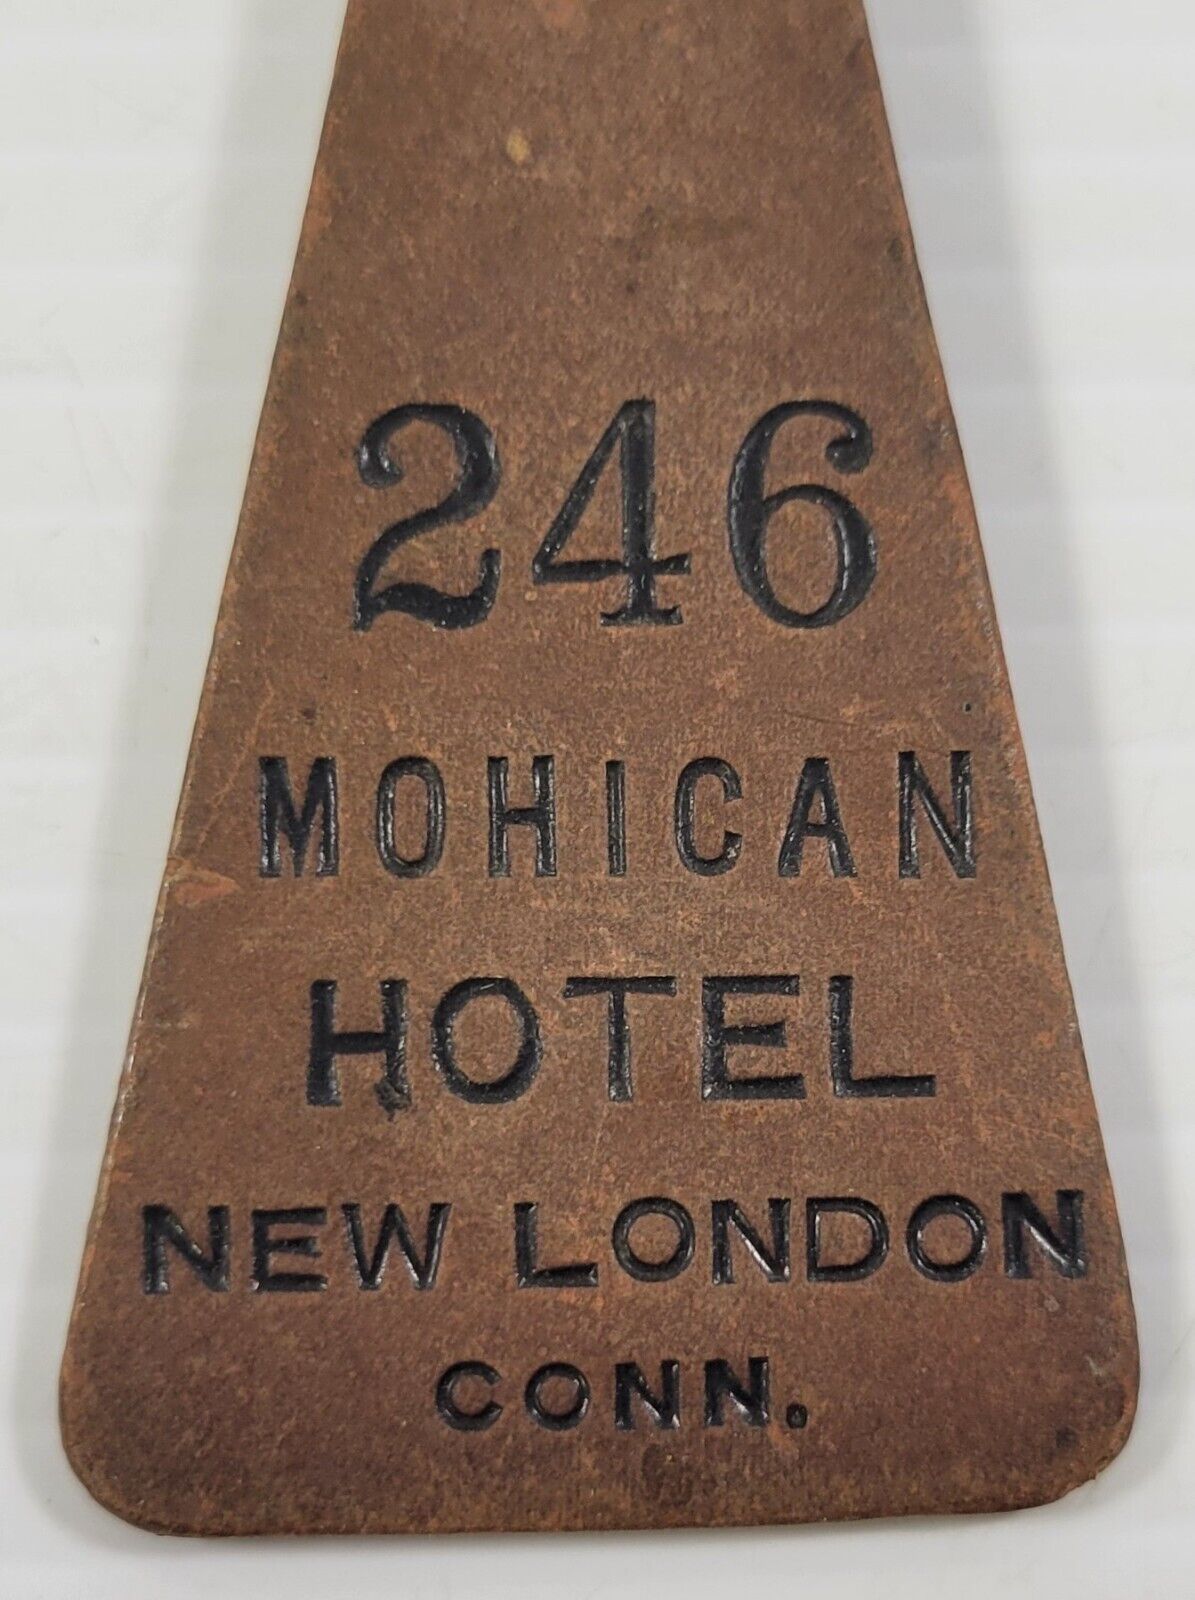 246
MOHICAN
HOTEL
NEW LONDON
CONN.